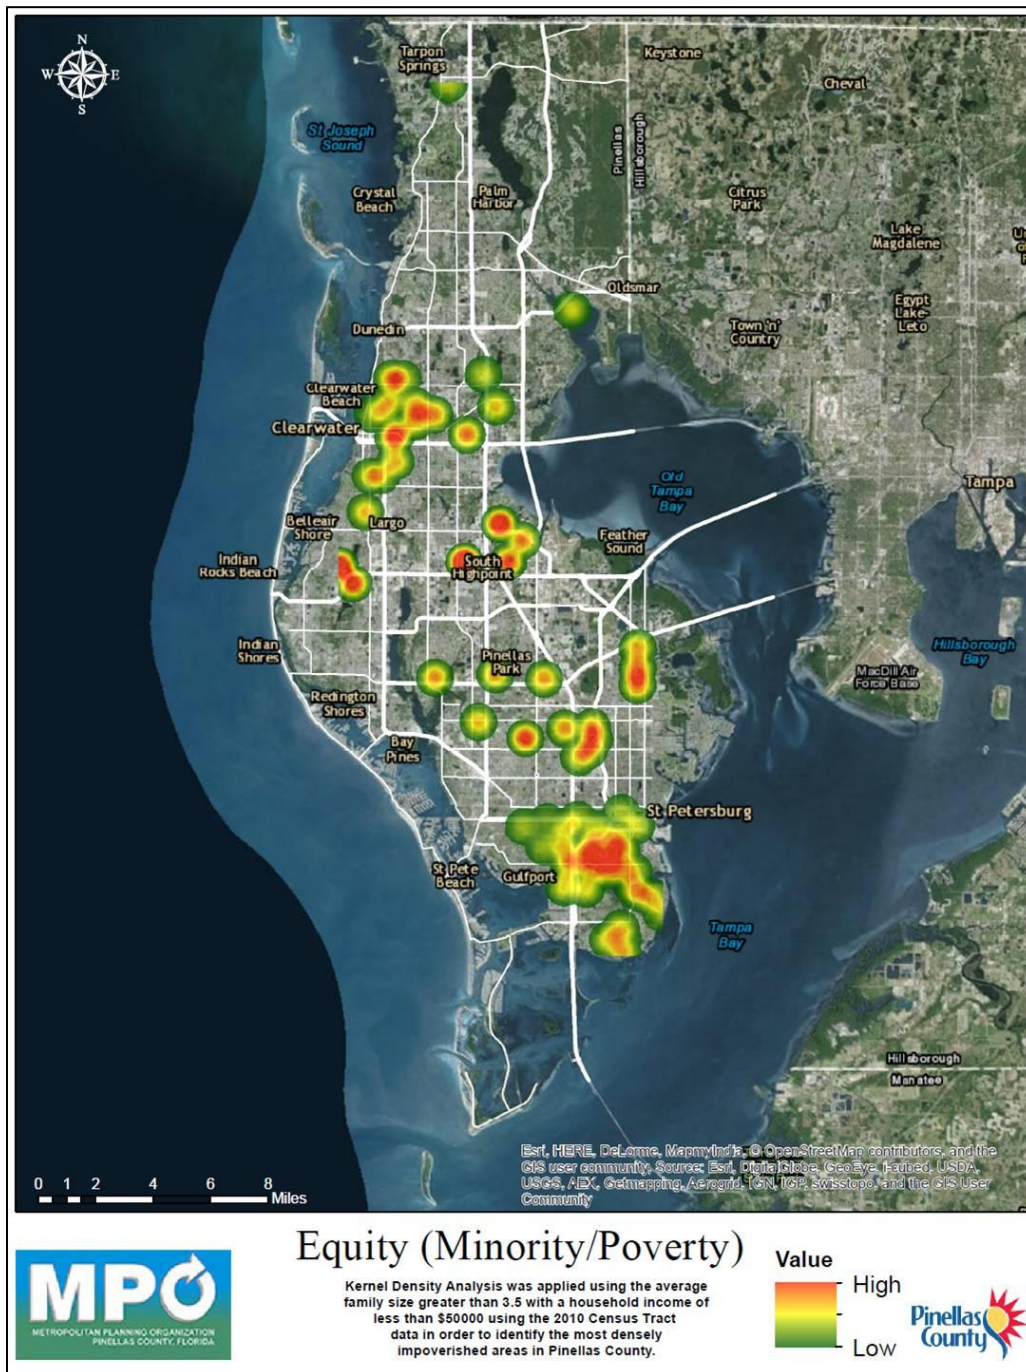 N
W E
S
Tarpon
Springs
Keystone
Cheval
St Joseph
Sound
Pinellas
Hillsborough
Crystal
Beach
Palm
Harbor
Citrus
Park
Lake
Magdalene
Oldsmar
Egypt
Lake-
Leto
Dunedin
Town 'n'
Country
Clearwater
Beach
Clearwater
Old
Tampa
Bay
Tampa
Belleair
Shore
Largo
Feather
Sound
Indian
Rocks Beach
South
Highpoint
Indian
Shores
Pinellas
Park
Hillsborough
Bay
MacDill Air
Force Base
Redington
Shores
Bay
Pines
St Petersburg
St Pete
Beach
Gulfport
Tampa
Bay
Hillsborough
Manatee
Esri, HERE, DeLorme, MapmyIndia, © OpenStreetMap contributors, and the
GIS user community, Source: Esri, DigitalGlobe, GeoEye, i-cubed, USDA,
USGS, AEX, Getmapping, Aerogrid, IGN, IGP, swisstopo, and the GIS User
Community
0 1 2 4 6 8
Miles
MPO
METROPOLITAN PLANNING ORGANIZATION
PINELLAS COUNTY, FLORIDA
Equity (Minority/Poverty)
Kernel Density Analysis was applied using the average
family size greater than 3.5 with a household income of
less than $50000 using the 2010 Census Tract
data in order to identify the most densely
impoverished areas in Pinellas County.
Value
High
Low
Pinellas
County